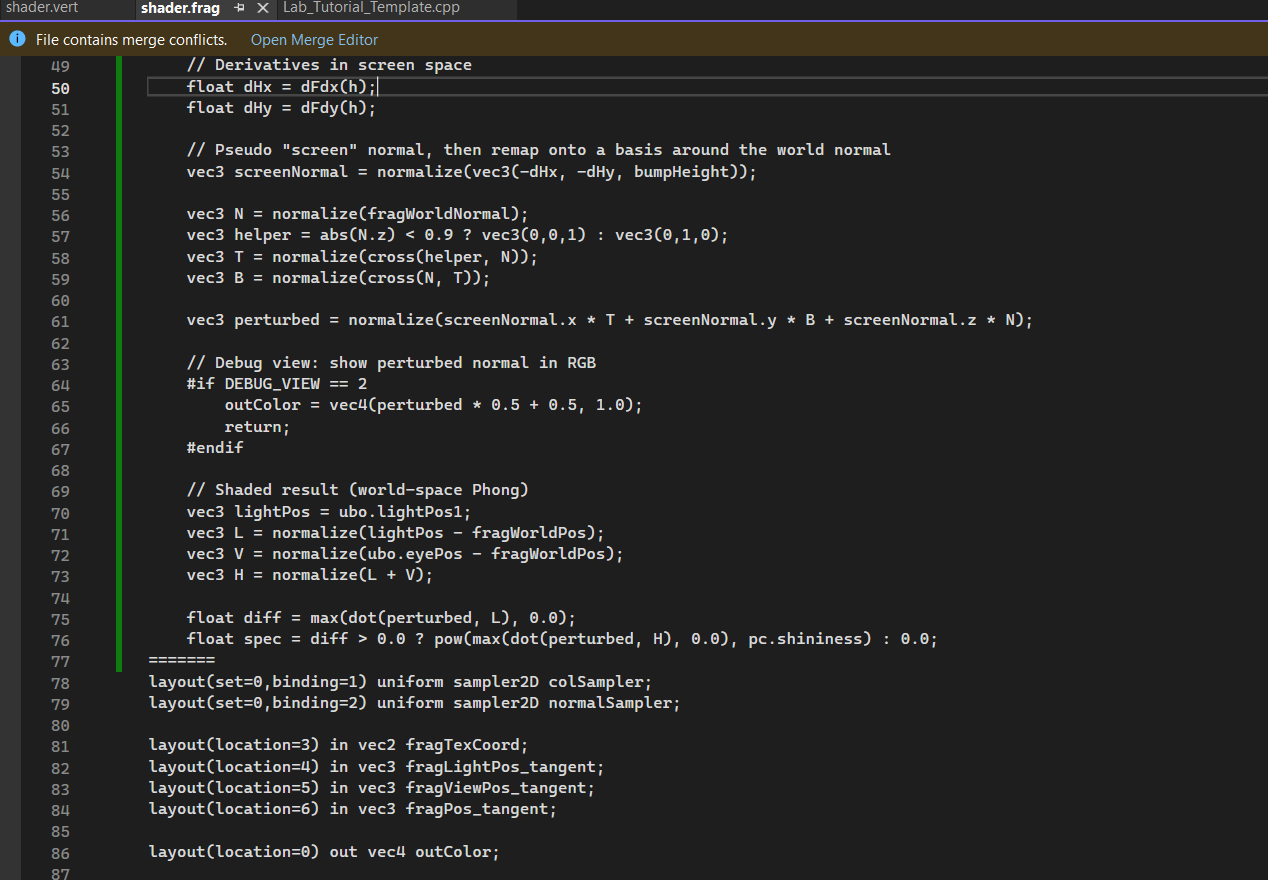 shader.vert
shader.frag
Lab_Tutorial_Template.cpp
File contains merge conflicts. Open Merge Editor
49 // Derivatives in screen space
50 float dHx = dFdx(h);
51 float dHy = dFdy(h);
52
53 // Pseudo "screen" normal, then remap onto a basis around the world normal
54 vec3 screenNormal = normalize(vec3(-dHx, -dHy, bumpHeight));
55
56 vec3 N = normalize(fragWorldNormal);
57 vec3 helper = abs(N.z) < 0.9 ? vec3(0,0,1) : vec3(0,1,0);
58 vec3 T = normalize(cross(helper, N));
59 vec3 B = normalize(cross(N, T));
60
61 vec3 perturbed = normalize(screenNormal.x * T + screenNormal.y * B + screenNormal.z * N);
62
63 // Debug view: show perturbed normal in RGB
64 #if DEBUG_VIEW == 2
65 outColor = vec4(perturbed * 0.5 + 0.5, 1.0);
66 return;
67 #endif
68
69 // Shaded result (world-space Phong)
70 vec3 lightPos = ubo.lightPos1;
71 vec3 L = normalize(lightPos - fragWorldPos);
72 vec3 V = normalize(ubo.eyePos - fragWorldPos);
73 vec3 H = normalize(L + V);
74
75 float diff = max(dot(perturbed, L), 0.0);
76 float spec = diff > 0.0 ? pow(max(dot(perturbed, H), 0.0), pc.shininess) : 0.0;
77 =======
78 layout(set=0,binding=1) uniform sampler2D colSampler;
79 layout(set=0,binding=2) uniform sampler2D normalSampler;
80
81 layout(location=3) in vec2 fragTexCoord;
82 layout(location=4) in vec3 fragLightPos_tangent;
83 layout(location=5) in vec3 fragViewPos_tangent;
84 layout(location=6) in vec3 fragPos_tangent;
85
86 layout(location=0) out vec4 outColor;
87